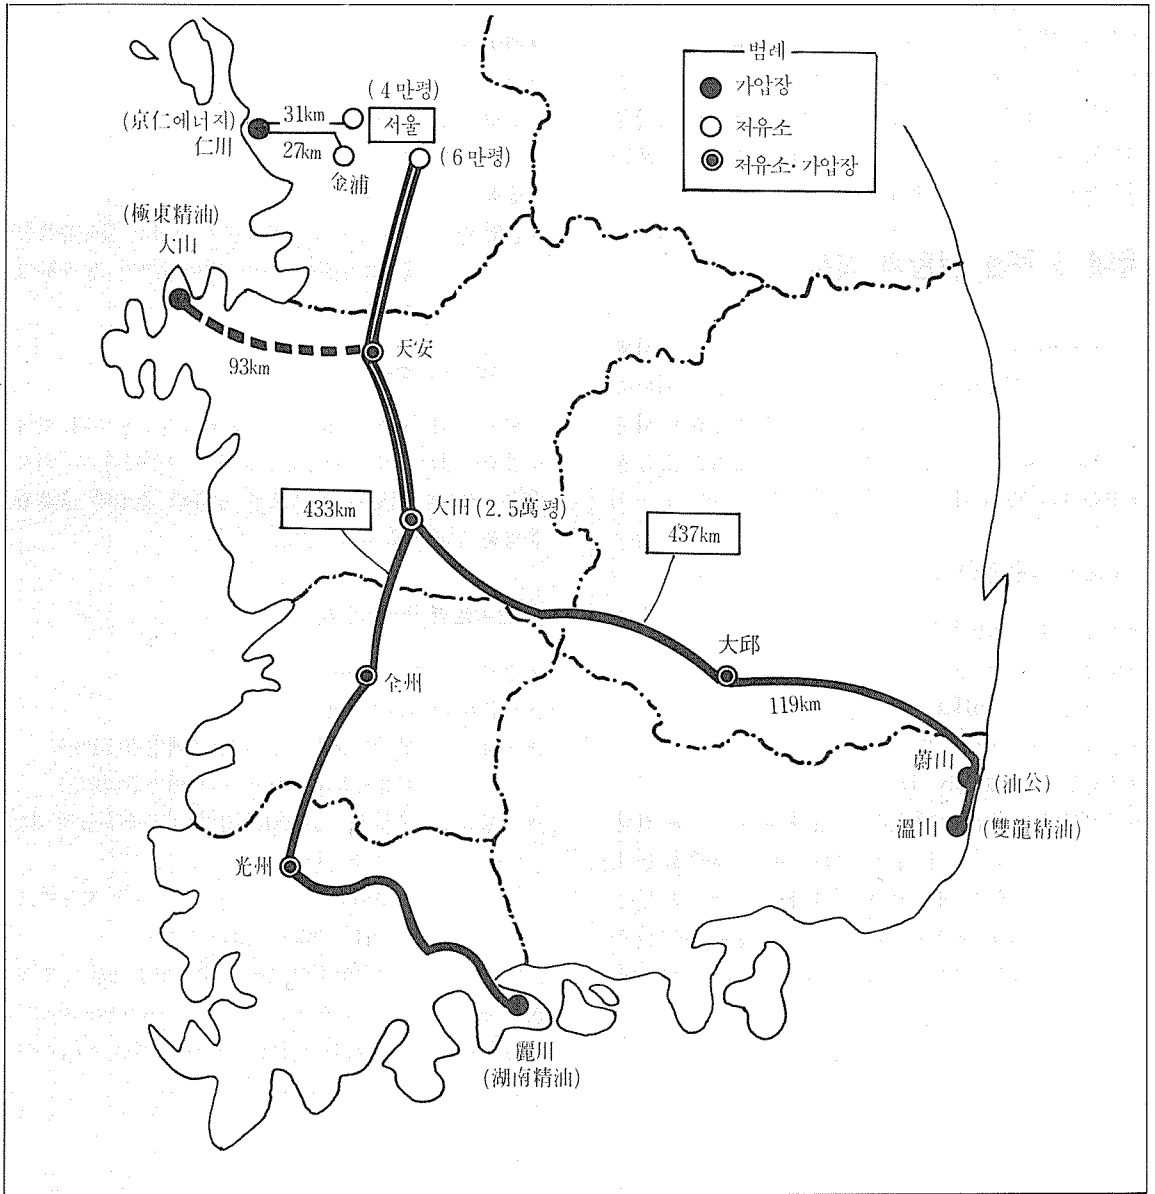 범례
가압장
저유소
저유소·가압장
(4만평)
31km
(京仁에너지)
仁川
서울
27km
(6만평)
金浦
(極東精油)
大山
93km
天安
433km
大田(2.5萬평)
437km
大邱
119km
全州
蔚山
(油公)
溫山
(雙龍精油)
光州
麗川
(湖南精油)